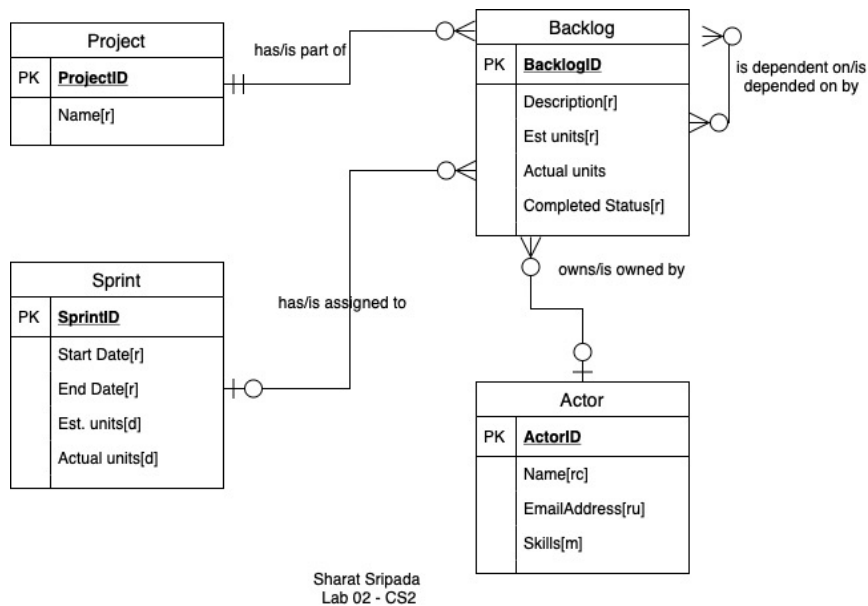 Project
PK ProjectID
Name[r]
has/is part of
Backlog
PK BacklogID
Description[r]
Est units[r]
Actual units
Completed Status[r]
is dependent on/is
depended on by
Sprint
PK SprintID
Start Date[r]
End Date[r]
Est. units[d]
Actual units[d]
has/is assigned to
owns/is owned by
Actor
PK ActorID
Name[rc]
EmailAddress[ru]
Skills[m]
Sharat Sripada
Lab 02 - CS2